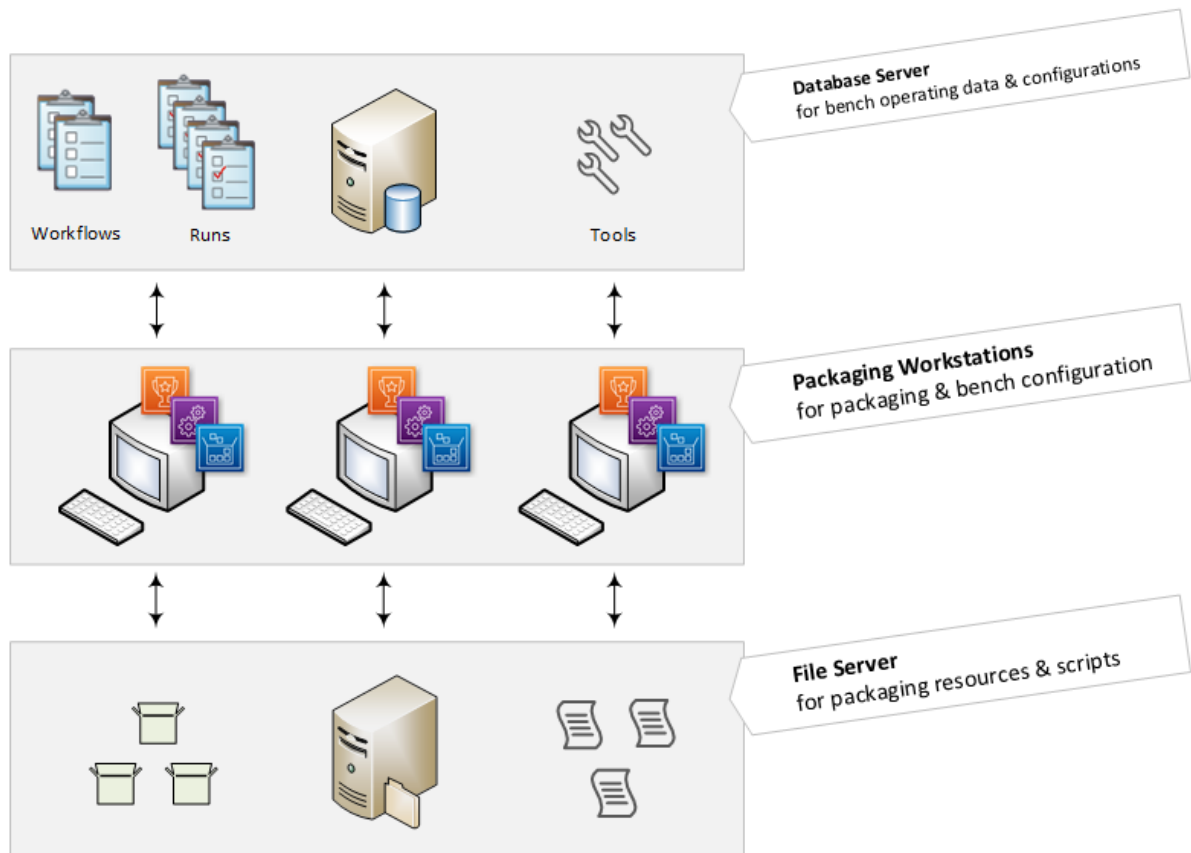 Database Server
for bench operating data & configurations
Workflows
Runs
Tools
Packaging Workstations
for packaging & bench configuration
File Server
for packaging resources & scripts